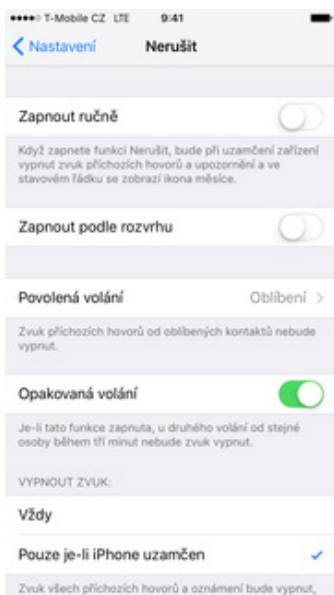 T-Mobile CZ LTE 9:41
Nastavení Nerušit
Zapnout ručně
Když zapnete funkci Nerušit, bude při uzamčení zařízení
vypnut zvuk příchozích hovorů a upozornění a ve
stavovém řádku se zobrazí ikona měsíce.
Zapnout podle rozvrhu
Povolená volání Oblíbení
Zvuk příchozích hovorů od oblíbených kontaktů nebude
vypnut.
Opakovaná volání
Je-li tato funkce zapnuta, u druhého volání od stejné
osoby během tří minut nebude zvuk vypnut.
VYPNOUT ZVUK:
Vždy
Pouze je-li iPhone uzamčen
Zvuk všech příchozích hovorů a oznámení bude vypnut,